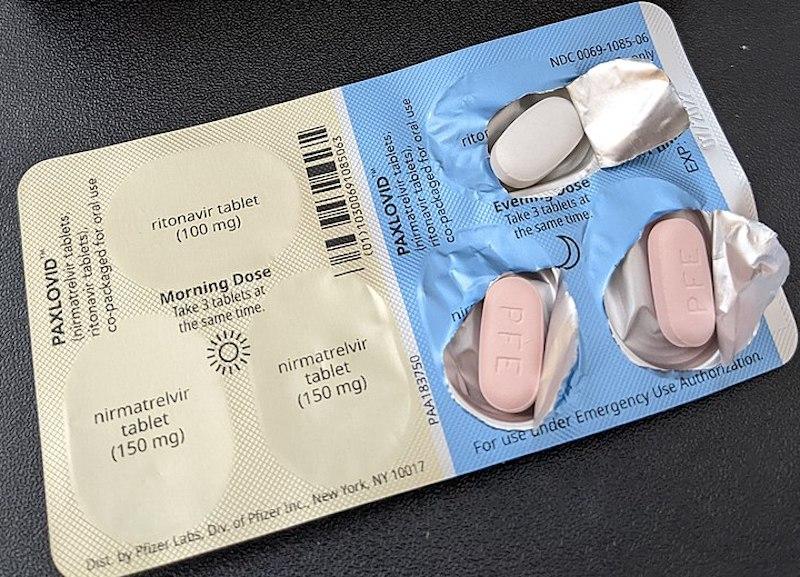 PAXLOVID™
(nirmatrelvir tablets,
ritonavir tablets),
co-packaged for oral use
ritonavir tablet
(100 mg)
Morning Dose
Take 3 tablets at
the same time.
nirmatrelvir
tablet
(150 mg)
nirmatrelvir
tablet
(150 mg)
Dist. by Pfizer Labs, Div. of Pfizer Inc., New York, NY 10017
(01) 10300691085063
PAA183750
PAXLOVID™
(nirmatrelvir tablets,
ritonavir tablets),
co-packaged for oral use
NDC 0069-1085-06
only
Evening Dose
Take 3 tablets at
the same time.
PFE
PFE
EXP
For use under Emergency Use Authorization.